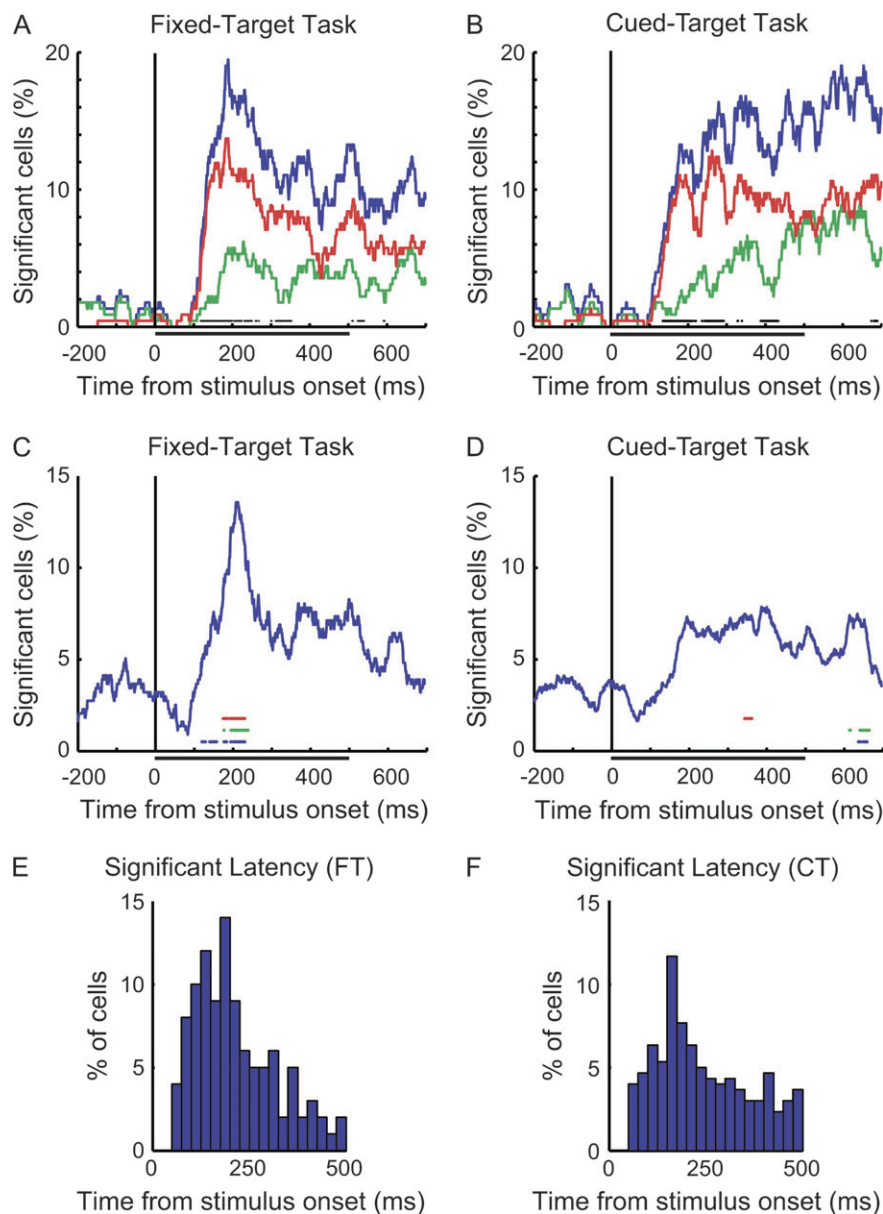 A Fixed-Target Task
B Cued-Target Task
20
10
0
Significant cells (%)
-200 0 200 400 600
Time from stimulus onset (ms)
20
10
0
Significant cells (%)
-200 0 200 400 600
Time from stimulus onset (ms)
C Fixed-Target Task
D Cued-Target Task
15
10
5
0
Significant cells (%)
-200 0 200 400 600
Time from stimulus onset (ms)
15
10
5
0
Significant cells (%)
-200 0 200 400 600
Time from stimulus onset (ms)
E Significant Latency (FT)
F Significant Latency (CT)
15
10
5
0
% of cells
0 250 500
Time from stimulus onset (ms)
15
10
5
0
% of cells
0 250 500
Time from stimulus onset (ms)